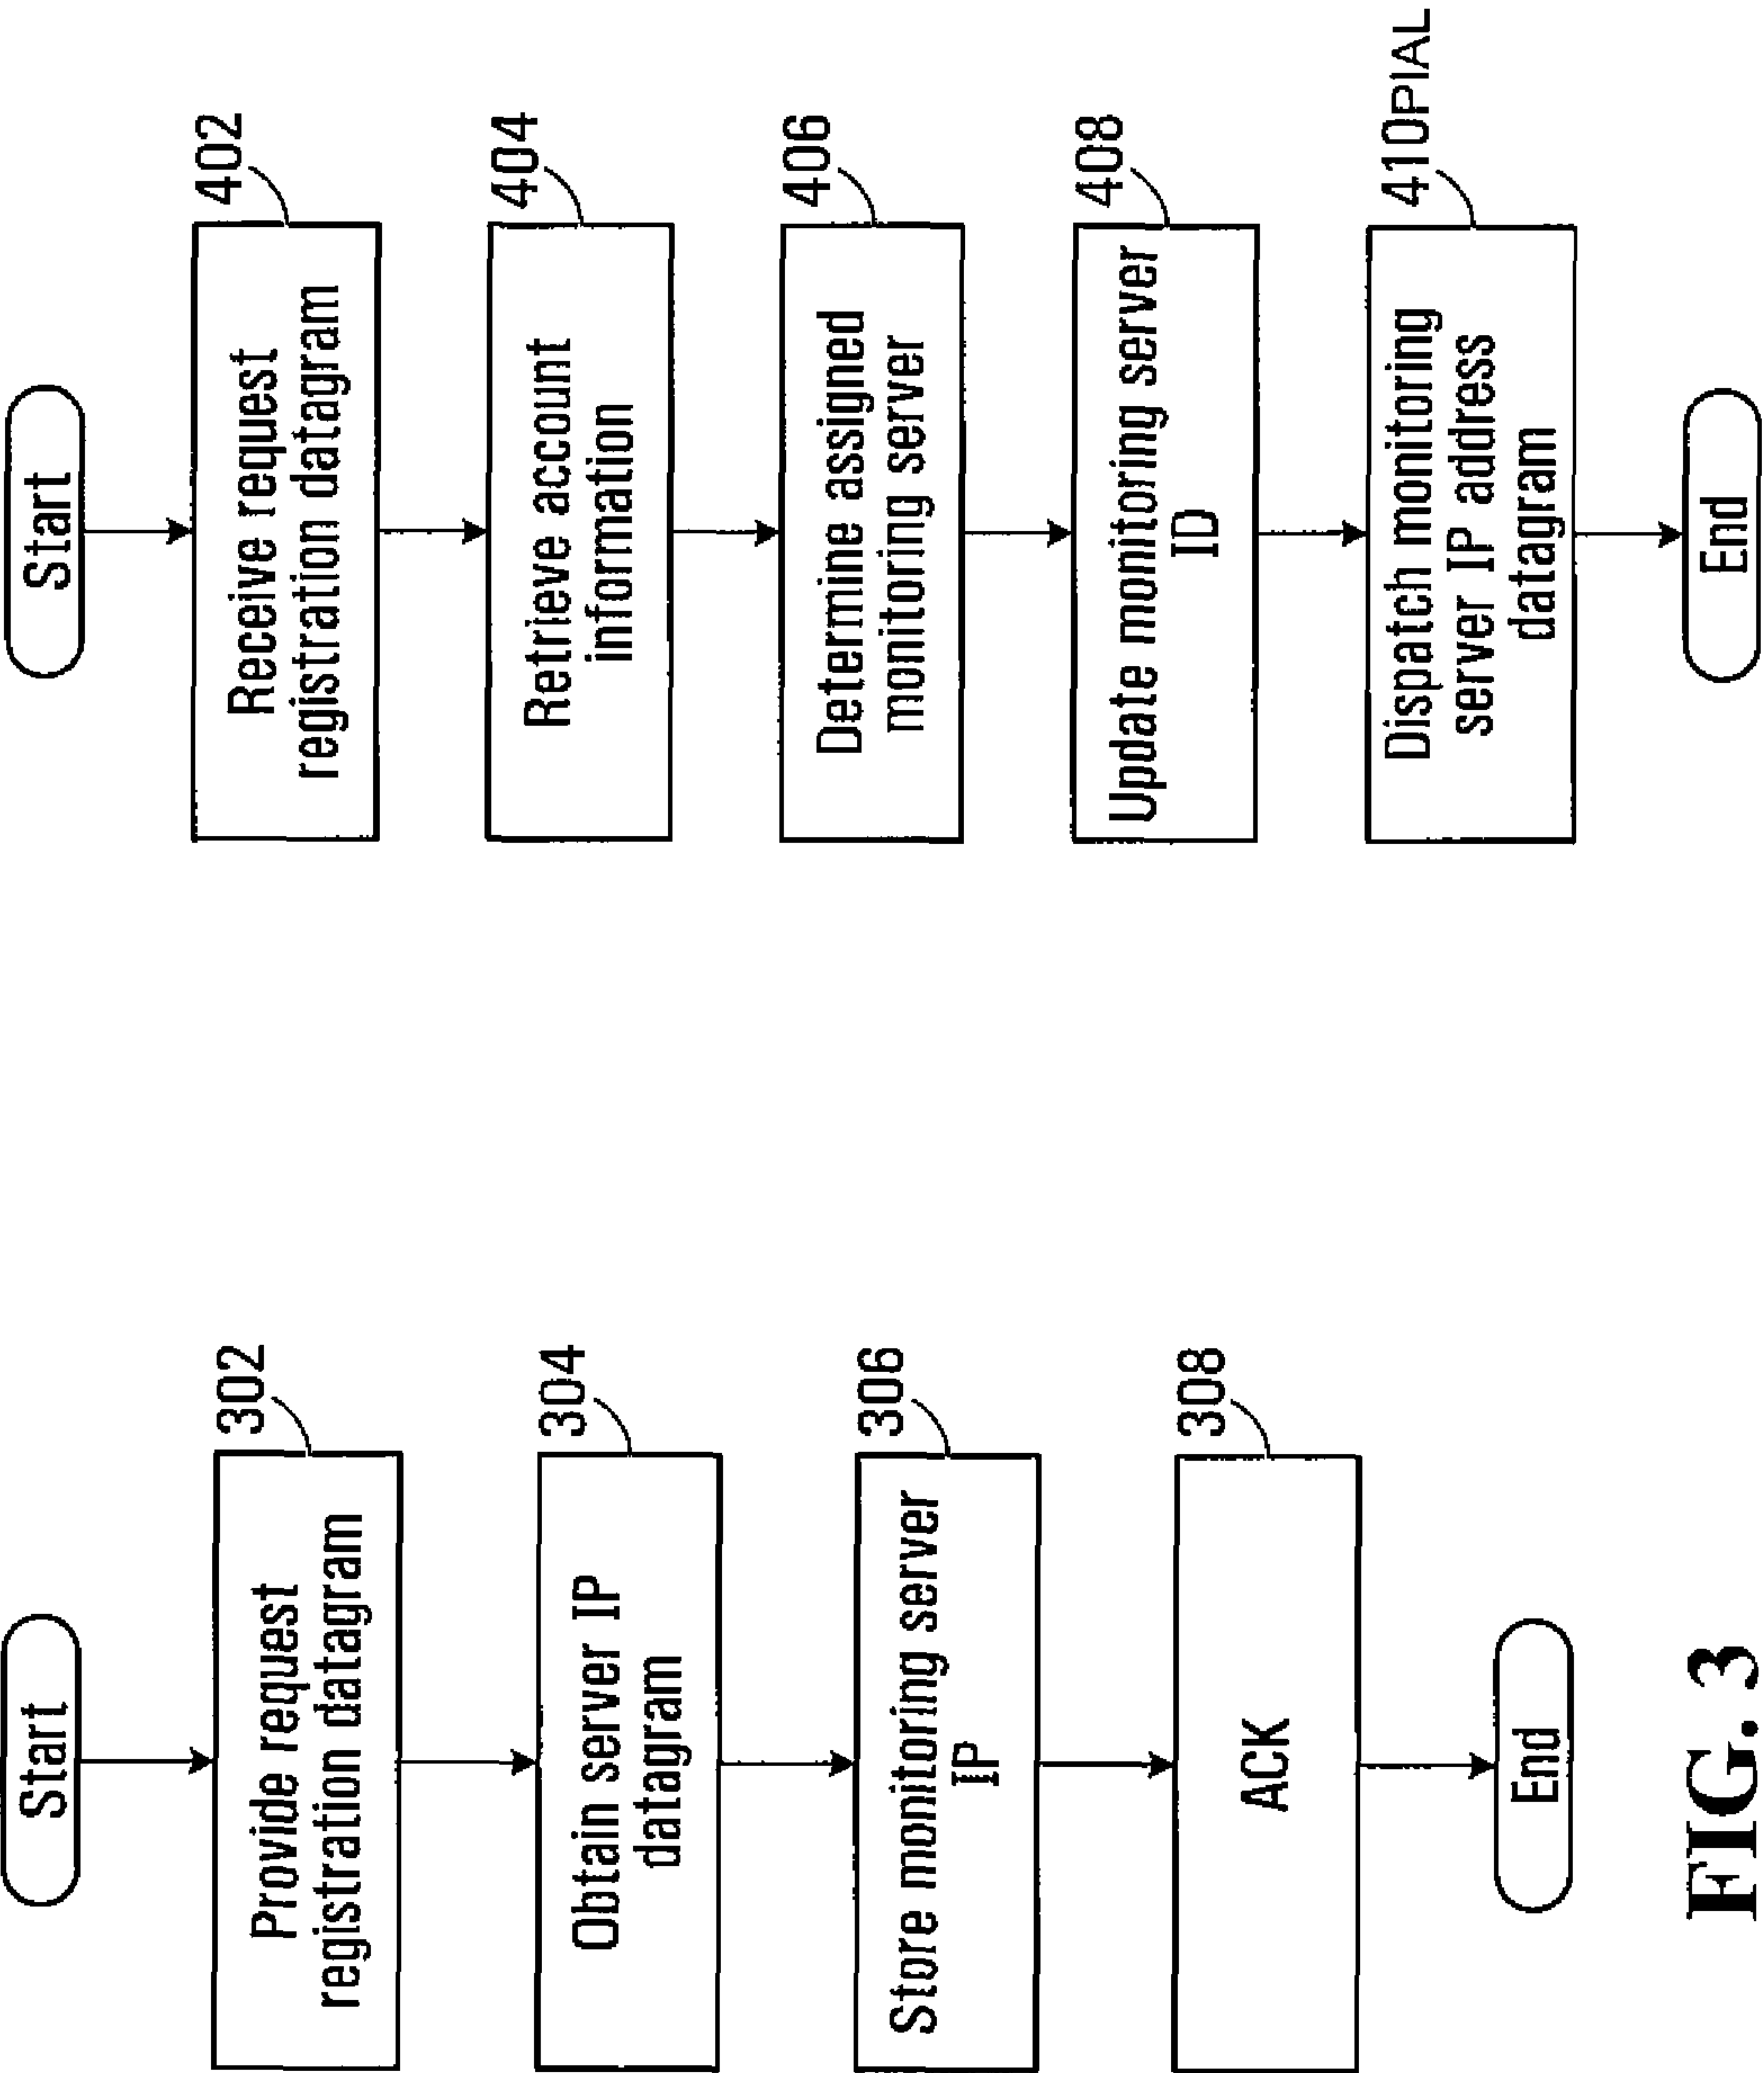 Start
302
Provide request
registration datagram
304
Obtain server IP
datagram
306
Store monitoring server
IP
308
ACK
End
FIG. 3
Start
402
Receive request
registration datagram
404
Retrieve account
information
406
Determine assigned
monitoring server
408
Update monitoring server
ID
410PIAL
Dispatch monitoring
server IP address
datagram
End